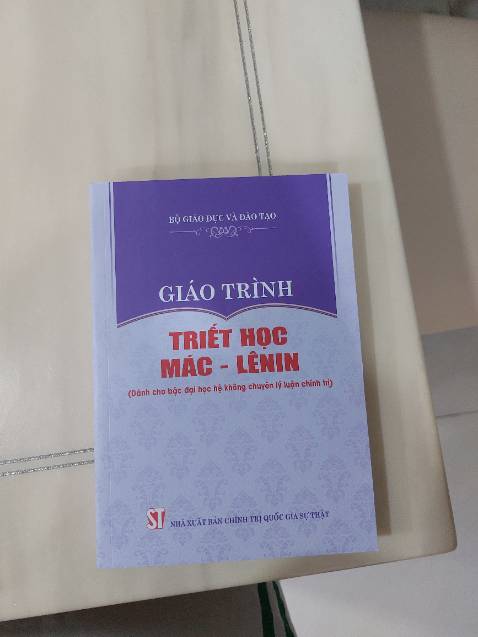 BỘ GIÁO DỤC VÀ ĐÀO TẠO
GIÁO TRÌNH
TRIẾT HỌC
MÁC - LÊNIN
(Dành cho bậc đại học hệ không chuyên lý luận chính trị)
ST NHÀ XUẤT BẢN CHÍNH TRỊ QUỐC GIA SỰ THẬT